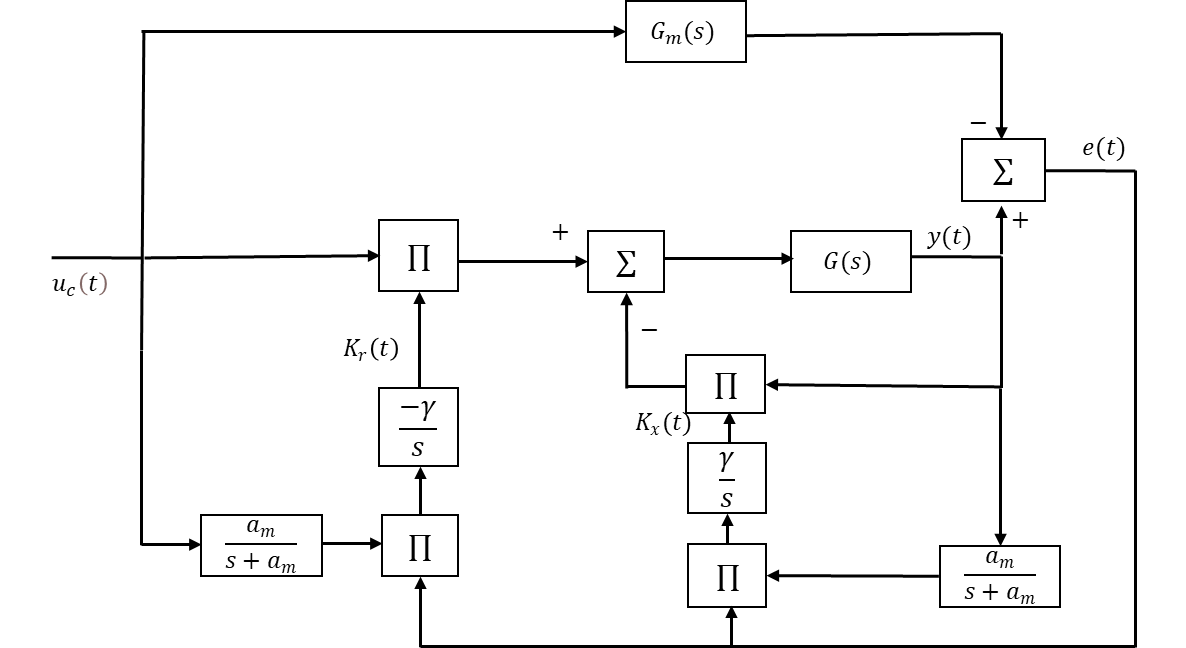 G_m(s)
−
e(t)
Σ
+
+
y(t)
∏
Σ
G(s)
u_c(t)
−
K_r(t)
∏
−γ
s
K_x(t)
γ
s
a_m
s + a_m
∏
∏
a_m
s + a_m